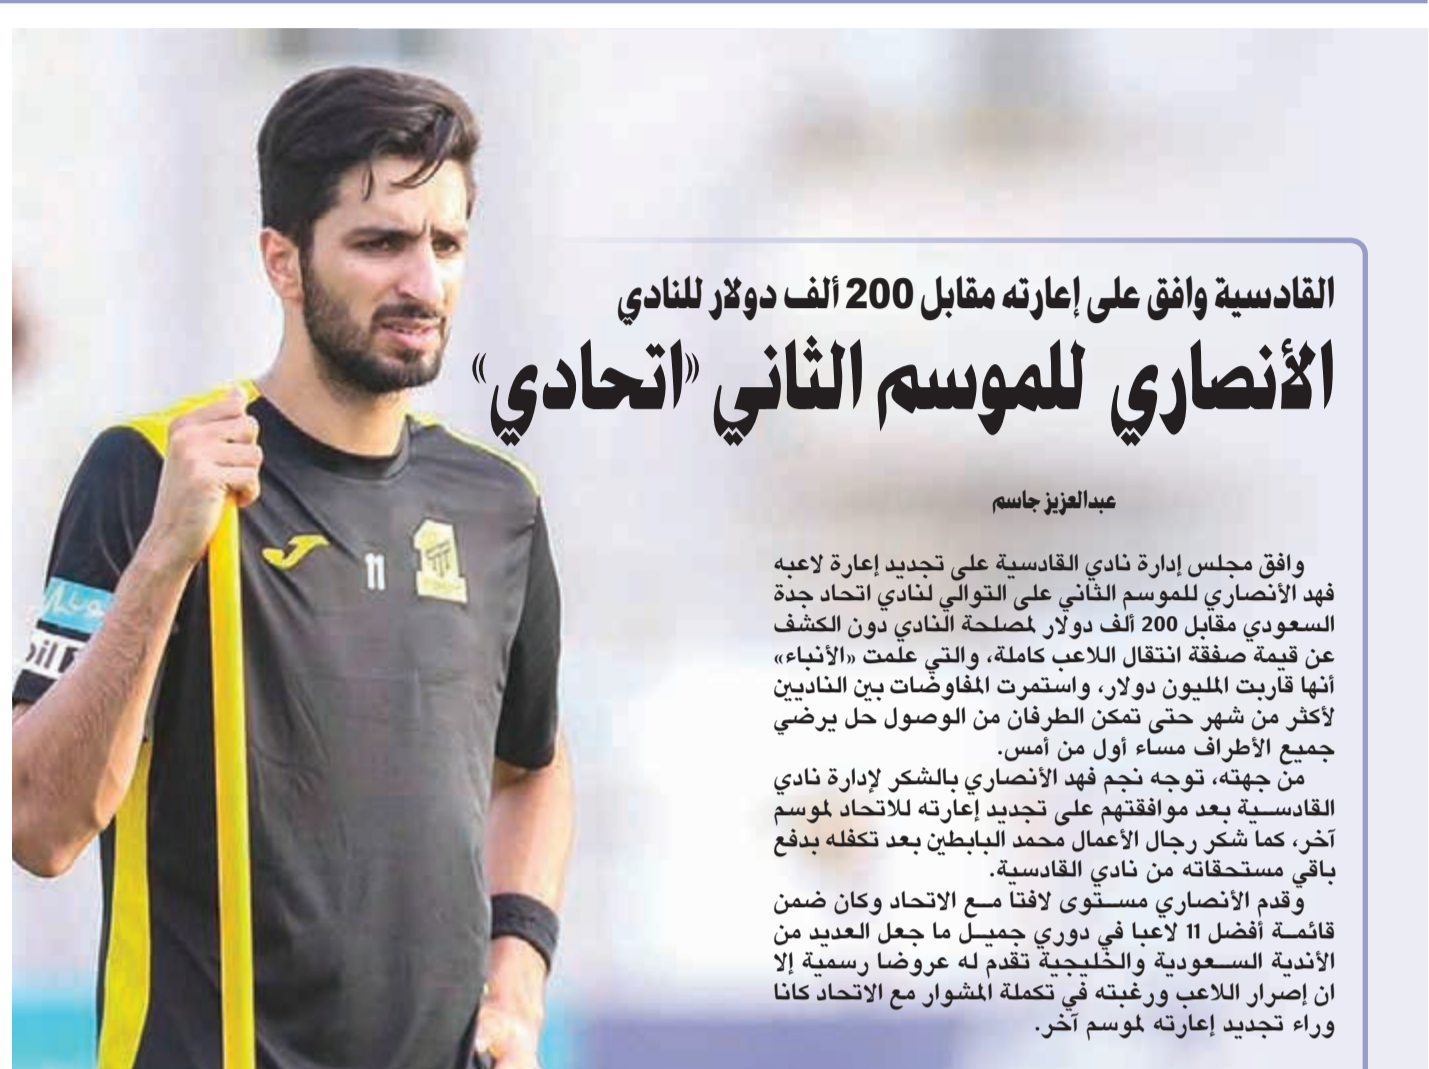 القادسية وافق على إعارته مقابل 200 ألف دولار للنادي
الأنصاري للموسم الثاني «اتحادي»
عبدالعزيز جاسم
وافق مجلس إدارة نادي القادسية على تجديد إعارة لاعبه
فهد الأنصاري للموسم الثاني على التوالي لنادي اتحاد جدة
السعودي مقابل 200 ألف دولار لمصلحة النادي دون الكشف
عن قيمة صفقة انتقال اللاعب كاملة، والتي علمت «الأنباء»
أنها قاربت المليون دولار، واستمرت المفاوضات بين الناديين
لأكثر من شهر حتى تمكن الطرفان من الوصول حل يرضي
جميع الأطراف مساء أول من أمس.
من جهته، توجه نجم فهد الأنصاري بالشكر لإدارة نادي
القادسية بعد موافقتهم على تجديد إعارته للاتحاد لموسم
آخر، كما شكر رجال الأعمال محمد البابطين بعد تكفله بدفع
باقي مستحقاته من نادي القادسية.
وقدم الأنصاري مستوى لافتا مع الاتحاد وكان ضمن
قائمة أفضل 11 لاعبا في دوري جميل ما جعل العديد من
الأندية السعودية والخليجية تقدم له عروضا رسمية إلا
ان إصرار اللاعب ورغبته في تكملة المشوار مع الاتحاد كانا
وراء تجديد إعارته لموسم آخر.
11